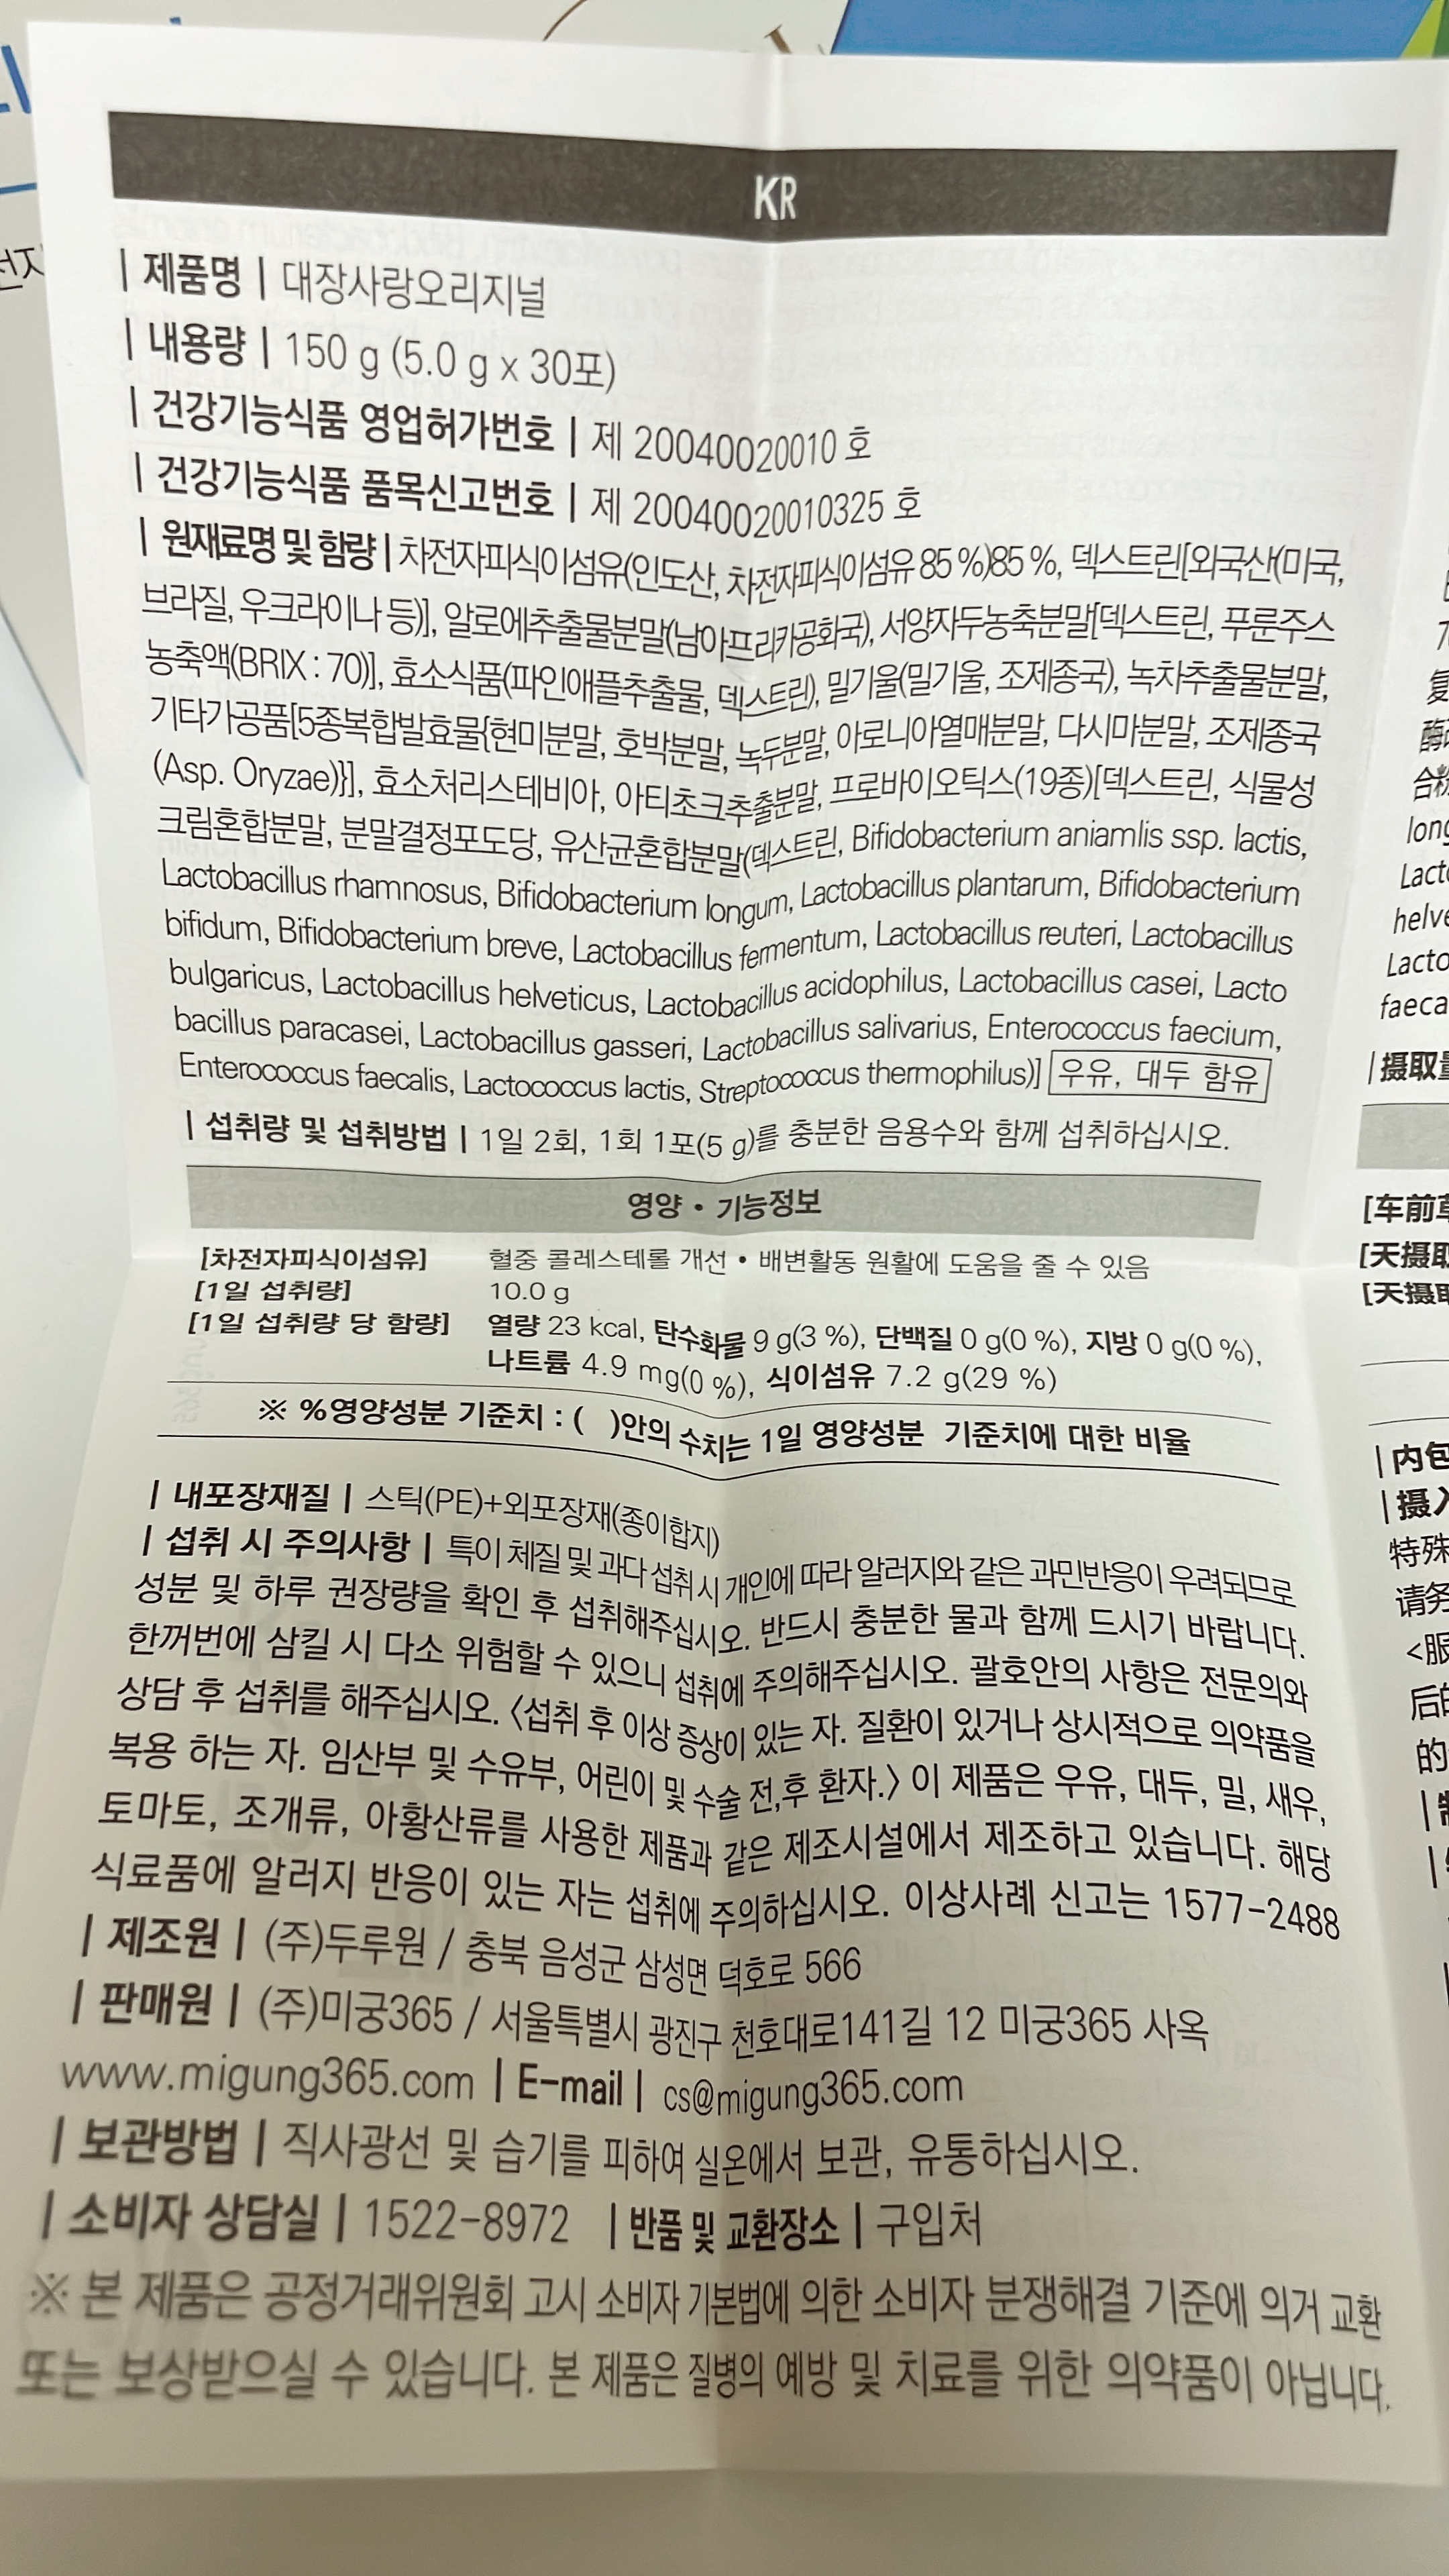 KR
| 제품명 | 대장사랑오리지널
| 내용량 | 150 g (5.0 g x 30포)
| 건강기능식품 영업허가번호 | 제 20040020010 호
| 건강기능식품 품목신고번호 | 제 20040020010325 호
| 원재료명 및 함량 | 차전자피식이섬유(인도산, 차전자피식이섬유 85 %)85 %, 덱스트린[외국산(미국,
브라질, 우크라이나 등)], 알로에추출물분말(남아프리카공화국), 서양자두농축분말[덱스트린, 푸룬주스
농축액(BRIX : 70)], 효소식품(파인애플추출물, 덱스트린), 밀기울(밀기울, 조제종국), 녹차추출물분말,
기타가공품[5종복합발효물{현미분말, 호박분말, 녹두분말, 아로니아열매분말, 다시마분말, 조제종국
(Asp. Oryzae)}], 효소처리스테비아, 아티초크추출분말, 프로바이오틱스(19종)[덱스트린, 식물성
크림혼합분말, 분말결정포도당, 유산균혼합분말(덱스트린, Bifidobacterium aniamlis ssp. lactis,
Lactobacillus rhamnosus, Bifidobacterium longum, Lactobacillus plantarum, Bifidobacterium
bifidum, Bifidobacterium breve, Lactobacillus fermentum, Lactobacillus reuteri, Lactobacillus
bulgaricus, Lactobacillus helveticus, Lactobacillus acidophilus, Lactobacillus casei, Lacto
bacillus paracasei, Lactobacillus gasseri, Lactobacillus salivarius, Enterococcus faecium,
Enterococcus faecalis, Lactococcus lactis, Streptococcus thermophilus)] 우유, 대두 함유
| 섭취량 및 섭취방법 | 1일 2회, 1회 1포(5 g)를 충분한 음용수와 함께 섭취하십시오.
영양 • 기능정보
[차전자피식이섬유] 혈중 콜레스테롤 개선 • 배변활동 원활에 도움을 줄 수 있음
[1일 섭취량] 10.0 g
[1일 섭취량 당 함량] 열량 23 kcal, 탄수화물 9 g(3 %), 단백질 0 g(0 %), 지방 0 g(0 %),
나트륨 4.9 mg(0 %), 식이섬유 7.2 g(29 %)
※ %영양성분 기준치 : ( )안의 수치는 1일 영양성분 기준치에 대한 비율
| 내포장재질 | 스틱(PE)+외포장재(종이합지)
| 섭취 시 주의사항 | 특이 체질 및 과다 섭취 시 개인에 따라 알러지와 같은 과민반응이 우려되므로
성분 및 하루 권장량을 확인 후 섭취해주십시오. 반드시 충분한 물과 함께 드시기 바랍니다.
한꺼번에 삼킬 시 다소 위험할 수 있으니 섭취에 주의해주십시오. 괄호안의 사항은 전문의와
상담 후 섭취를 해주십시오. 〈섭취 후 이상 증상이 있는 자. 질환이 있거나 상시적으로 의약품을
복용 하는 자. 임산부 및 수유부, 어린이 및 수술 전,후 환자.〉 이 제품은 우유, 대두, 밀, 새우,
토마토, 조개류, 아황산류를 사용한 제품과 같은 제조시설에서 제조하고 있습니다. 해당
식료품에 알러지 반응이 있는 자는 섭취에 주의하십시오. 이상사례 신고는 1577-2488
| 제조원 | (주)두루원 / 충북 음성군 삼성면 덕호로 566
| 판매원 | (주)미궁365 / 서울특별시 광진구 천호대로141길 12 미궁365 사옥
www.migung365.com | E-mail | cs@migung365.com
| 보관방법 | 직사광선 및 습기를 피하여 실온에서 보관, 유통하십시오.
| 소비자 상담실 | 1522-8972 | 반품 및 교환장소 | 구입처
※ 본 제품은 공정거래위원회 고시 소비자 기본법에 의한 소비자 분쟁해결 기준에 의거 교환
또는 보상받으실 수 있습니다. 본 제품은 질병의 예방 및 치료를 위한 의약품이 아닙니다.
long
Lacto
helve
Lacto
faeca
|摄取量
[车前草
[天摄取
[天摄取
|内包
|摄入
特殊
请务
<服
后的
的